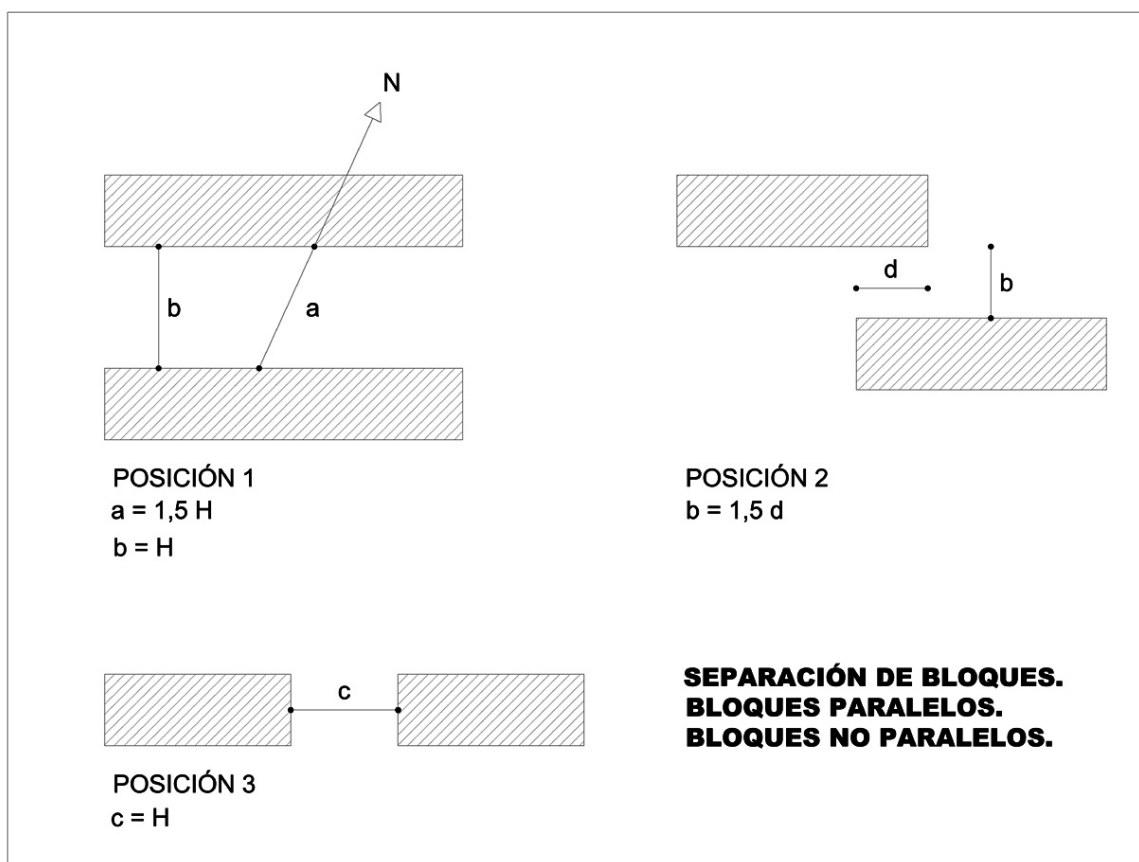 N
b
a
POSICIÓN 1
a = 1,5 H
b = H
d
b
POSICIÓN 2
b = 1,5 d
c
POSICIÓN 3
c = H
SEPARACIÓN DE BLOQUES.
BLOQUES PARALELOS.
BLOQUES NO PARALELOS.